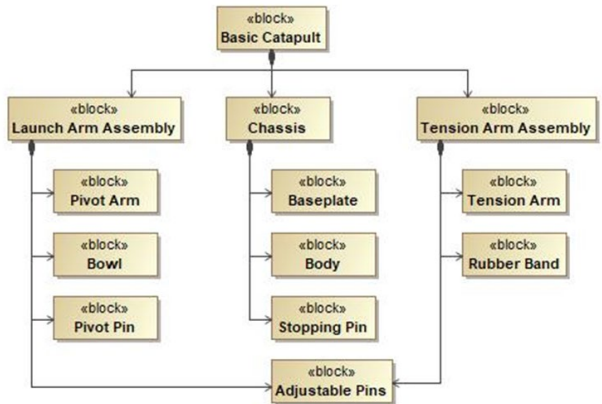 «block»
Basic Catapult
«block»
Launch Arm Assembly
«block»
Chassis
«block»
Tension Arm Assembly
«block»
Pivot Arm
«block»
Baseplate
«block»
Tension Arm
«block»
Bowl
«block»
Body
«block»
Rubber Band
«block»
Pivot Pin
«block»
Stopping Pin
«block»
Adjustable Pins